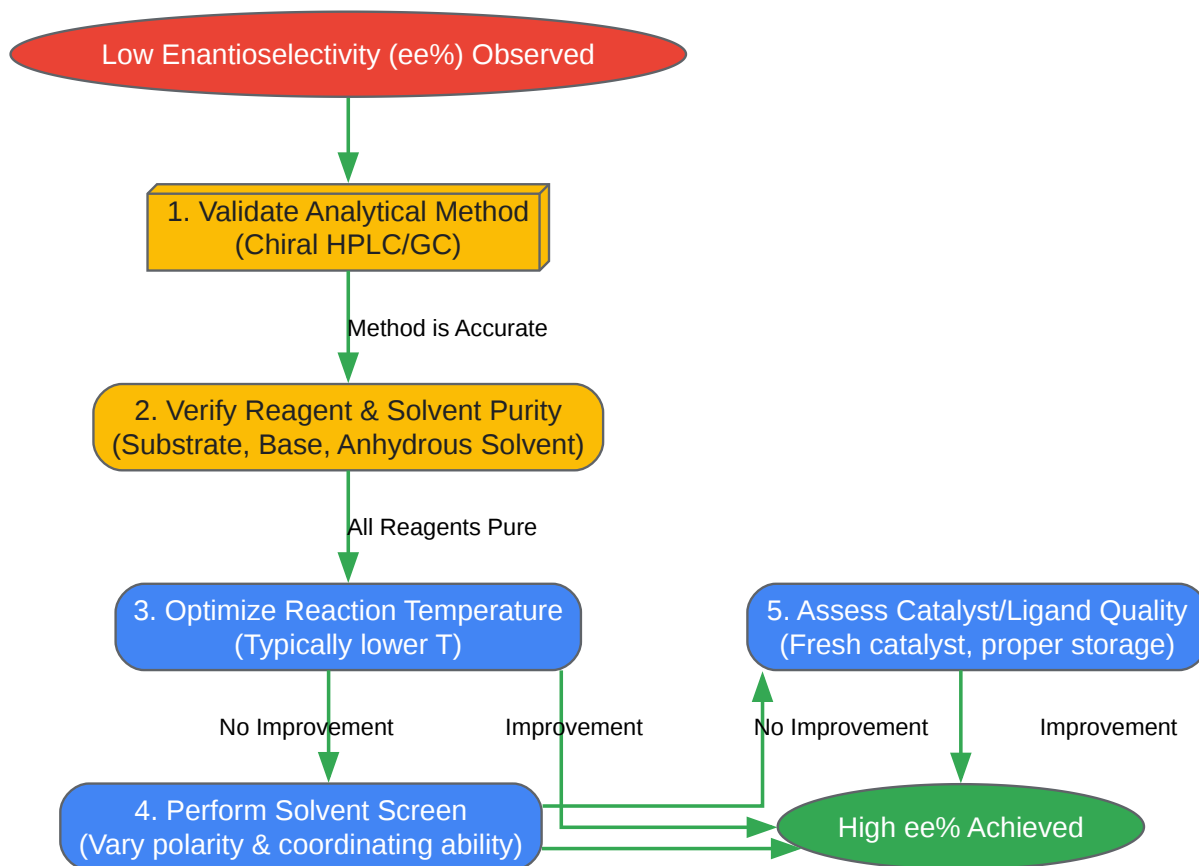 Low Enantioselectivity (ee%) Observed
1. Validate Analytical Method
(Chiral HPLC/GC)
Method is Accurate
2. Verify Reagent & Solvent Purity
(Substrate, Base, Anhydrous Solvent)
All Reagents Pure
3. Optimize Reaction Temperature
(Typically lower T)
5. Assess Catalyst/Ligand Quality
(Fresh catalyst, proper storage)
No Improvement
Improvement
No Improvement
Improvement
4. Perform Solvent Screen
(Vary polarity & coordinating ability)
High ee% Achieved